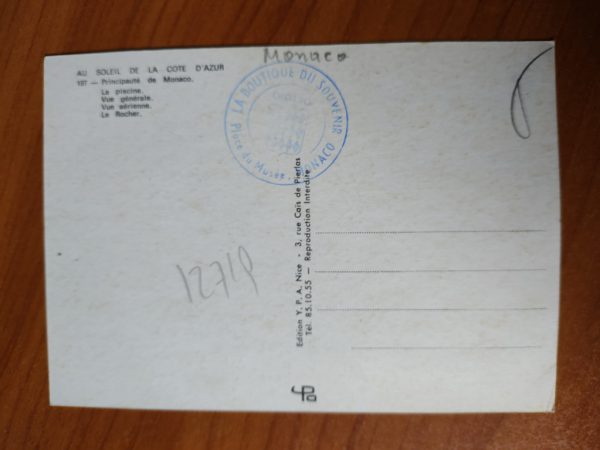 Monaco
AU SOLEIL DE LA COTE D'AZUR
197 — Principauté de Monaco.
La piscine.
Vue générale.
Vue aérienne.
Le Rocher.
LA BOUTIQUE DU SOUVENIR
Place du Musée MONACO
12719
Edition Y. P. A. Nice - 3, rue Cais de Pierlas
Tél. 85.10.55 — Reproduction Interdite